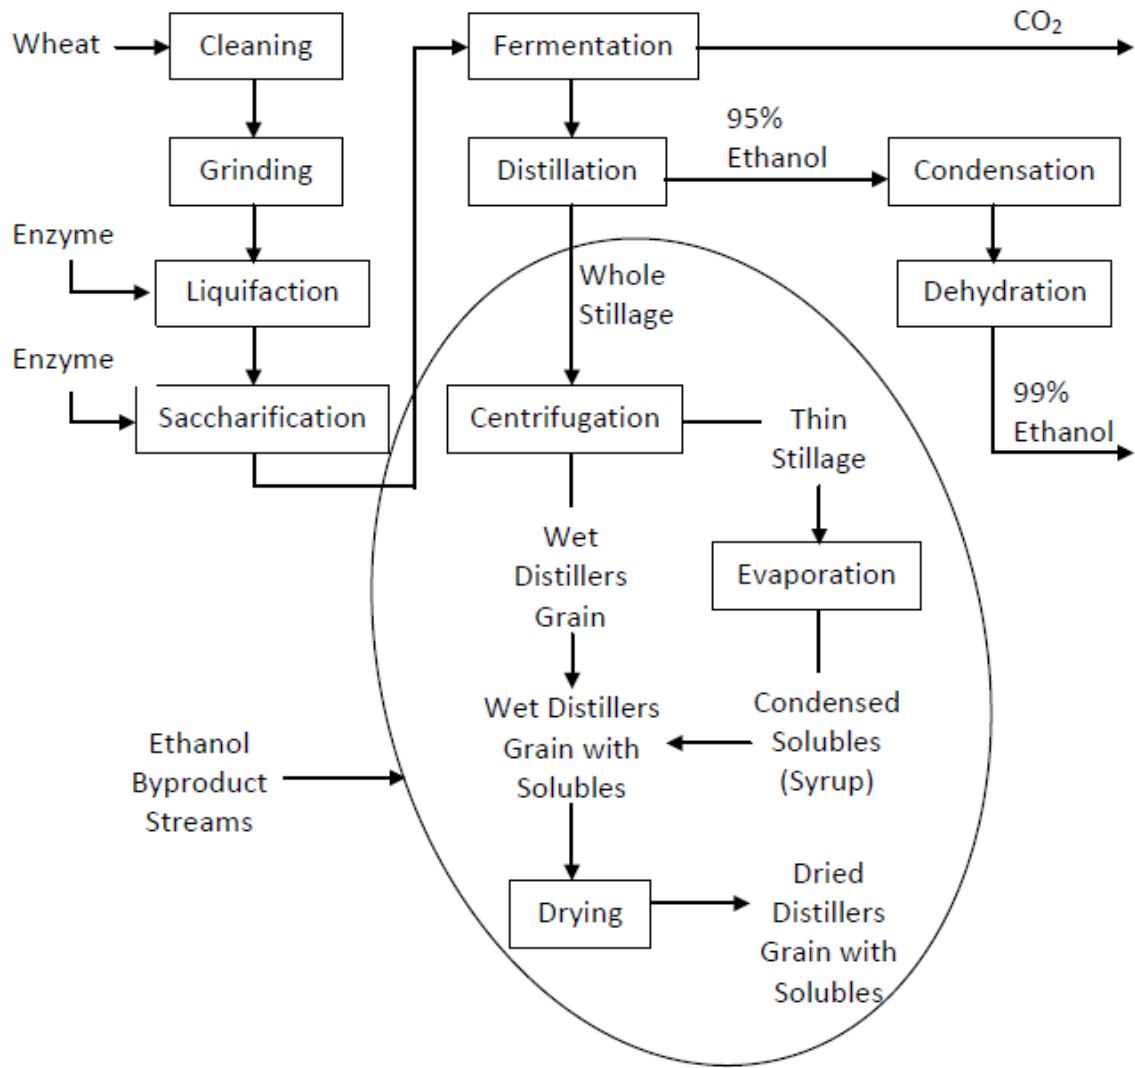 Wheat
Cleaning
Grinding
Enzyme
Liquifaction
Enzyme
Saccharification
Fermentation
CO₂
Distillation
95%
Ethanol
Condensation
Dehydration
99%
Ethanol
Whole
Stillage
Centrifugation
Thin
Stillage
Evaporation
Wet
Distillers
Grain
Condensed
Solubles
(Syrup)
Wet Distillers
Grain with
Solubles
Ethanol
Byproduct
Streams
Drying
Dried
Distillers
Grain with
Solubles